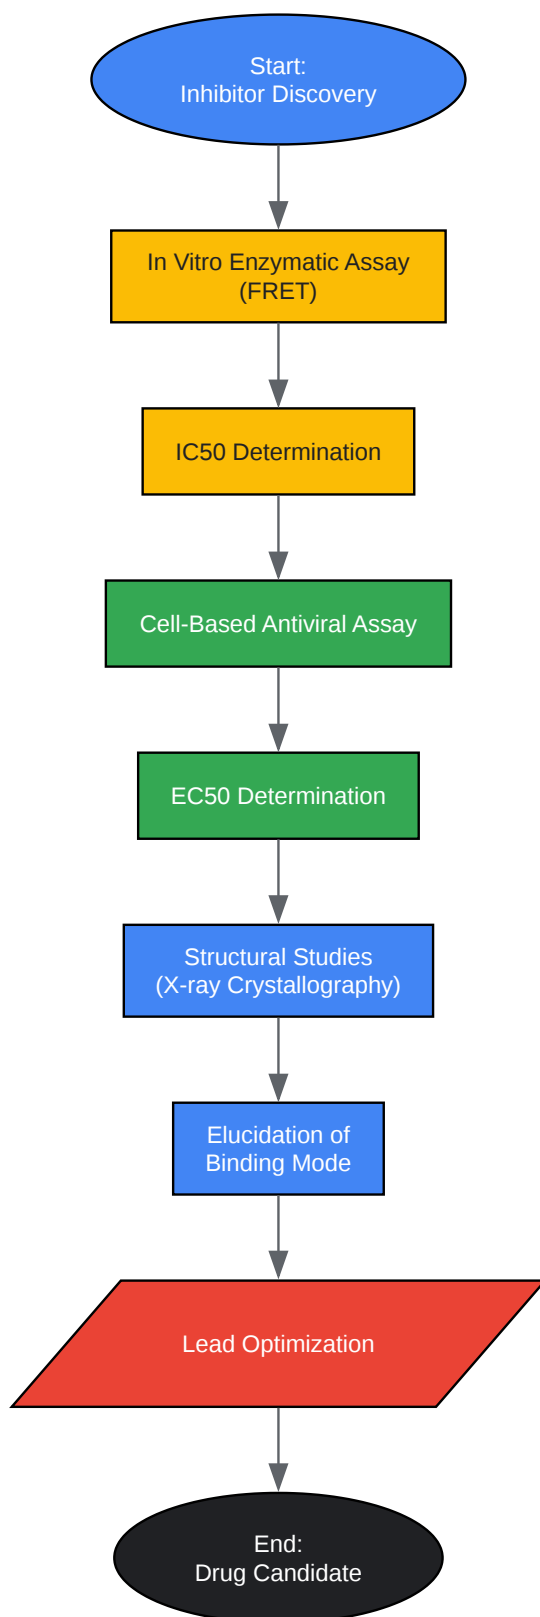 Start:
Inhibitor Discovery
In Vitro Enzymatic Assay
(FRET)
IC50 Determination
Cell-Based Antiviral Assay
EC50 Determination
Structural Studies
(X-ray Crystallography)
Elucidation of
Binding Mode
Lead Optimization
End:
Drug Candidate